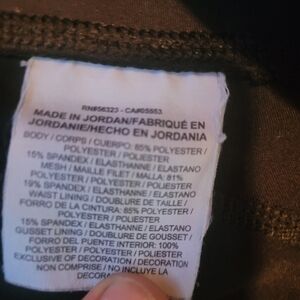 RN#56323 - CA#05553
MADE IN JORDAN/FABRIQUÉ EN
JORDANIE/HECHO EN JORDANIA
BODY / CORPS / CUERPO: 85% POLYESTER /
POLYESTER / POLIESTER
15% SPANDEX / ELASTHANNE / ELASTANO
MESH / MAILLE FILET / MALLA: 81%
POLYESTER / POLYESTER / POLIESTER
19% SPANDEX / ELASTHANNE / ELASTANO
WAIST LINING / DOUBLURE DE TAILLE /
FORRO DE LA CINTURA: 85% POLYESTER /
POLYESTER / POLIESTER
15% SPANDEX / ELASTHANNE / ELASTANO
GUSSET LINING / DOUBLURE DE GOUSSET /
FORRO DEL PUENTE INTERIOR: 100%
POLYESTER / POLYESTER / POLIESTER
EXCLUSIVE OF DECORATION / DECORATION
NON COMPRISE / NO INCLUYE LA